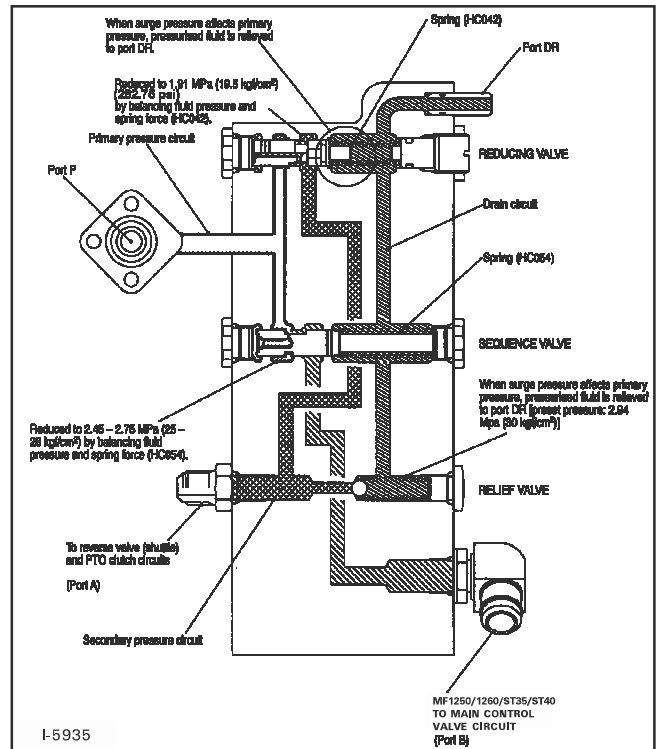 When surge pressure affects primary
pressure, pressurised fluid is relieved
to port DR.
Spring (HC042)
Port DR
Reduced to 1.91 MPa (19.5 kgf/cm²)
(282.75 psi)
by balancing fluid pressure and
spring force (HC042).
Primary pressure circuit
Port P
REDUCING VALVE
Drain circuit
Spring (HC054)
SEQUENCE VALVE
When surge pressure affects primary
pressure, pressurised fluid is relieved
to port DR [preset pressure: 2.94
Mpa (30 kgf/cm²)]
Reduced to 2.45 – 2.75 MPa (25 –
28 kgf/cm²) by balancing fluid
pressure and spring force (HC054).
RELIEF VALVE
To reverse valve (shuttle)
and PTO clutch circuits
(Port A)
Secondary pressure circuit
MF1250/1260/ST35/ST40
TO MAIN CONTROL
VALVE CIRCUIT
(Port B)
I-5935